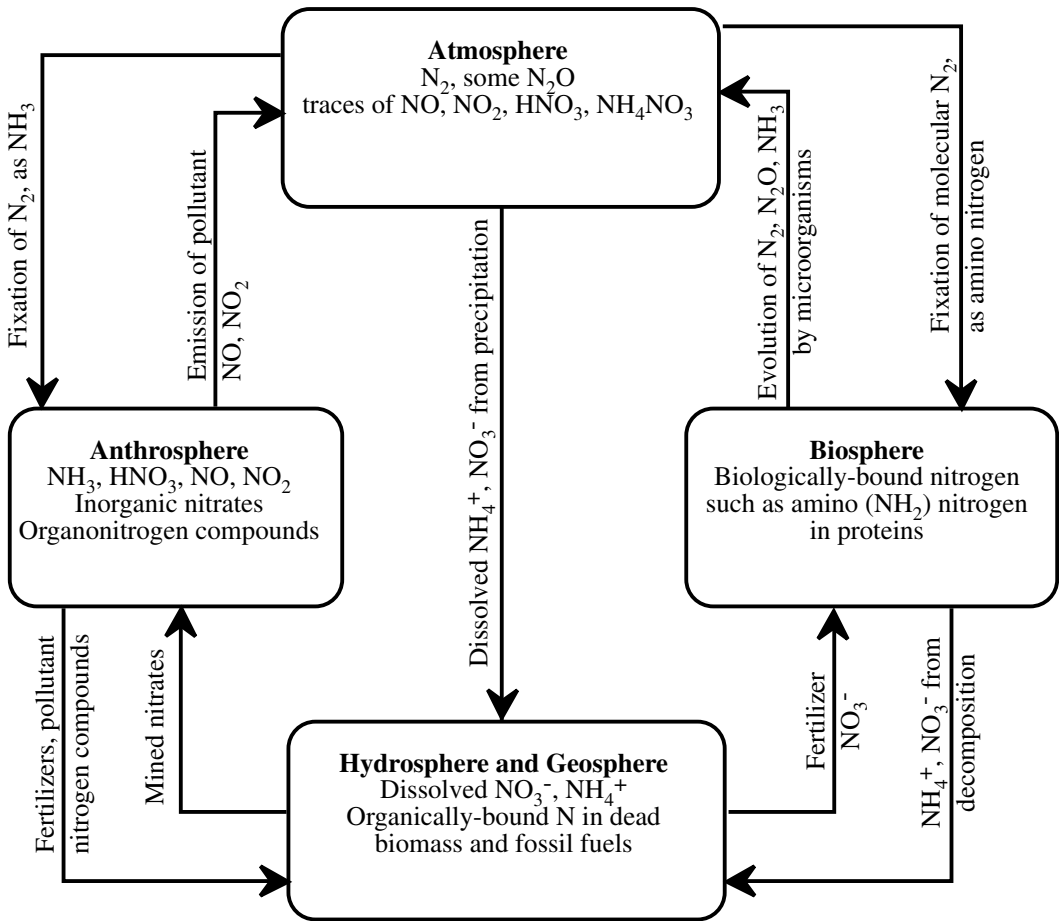 Atmosphere
N₂, some N₂O
traces of NO, NO₂, HNO₃, NH₄NO₃
Fixation of N₂, as NH₃
Emission of pollutant
NO, NO₂
Dissolved NH₄⁺, NO₃⁻ from precipitation
Evolution of N₂, N₂O, NH₃
by microorganisms
Fixation of molecular N₂,
as amino nitrogen
Anthrosphere
NH₃, HNO₃, NO, NO₂
Inorganic nitrates
Organonitrogen compounds
Biosphere
Biologically-bound nitrogen
such as amino (NH₂) nitrogen
in proteins
Fertilizers, pollutant
nitrogen compounds
Mined nitrates
Fertilizer
NO₃⁻
NH₄⁺, NO₃⁻ from
decomposition
Hydrosphere and Geosphere
Dissolved NO₃⁻, NH₄⁺
Organically-bound N in dead
biomass and fossil fuels